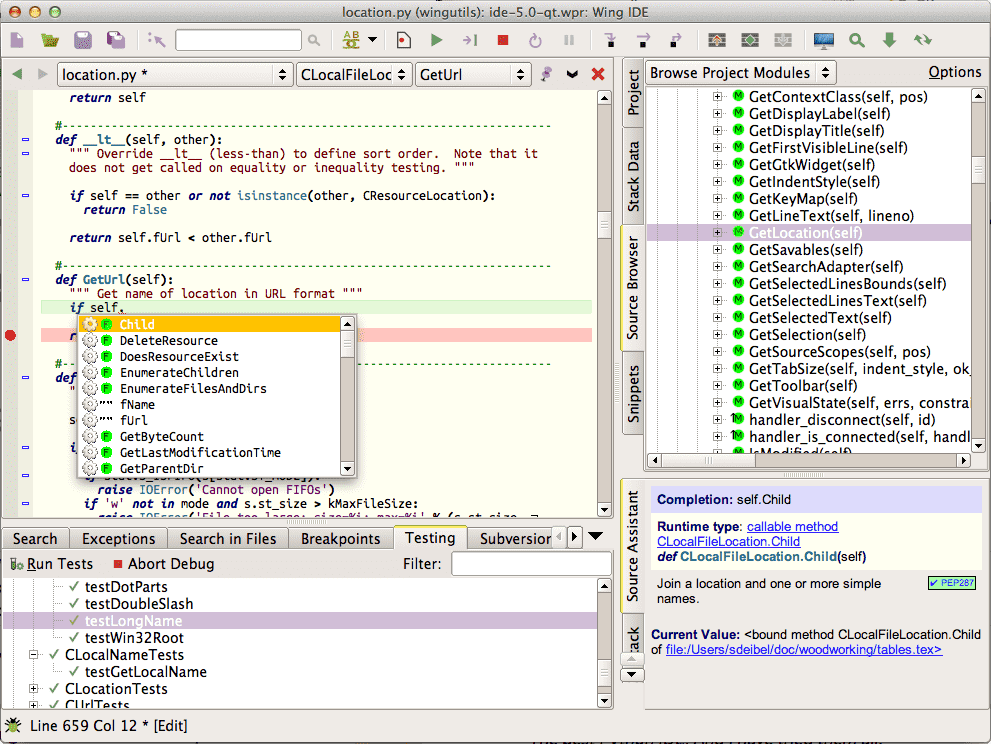 location.py (wingutils): ide-5.0-qt.wpr: Wing IDE
location.py *
CLocalFileLoc
GetUrl
return self
#-----------------------------------------------------------------------
def __lt__(self, other):
""" Override __lt__ (less-than) to define sort order.  Note that it
does not get called on equality or inequality testing. """
if self == other or not isinstance(other, CResourceLocation):
return False
return self.fUrl < other.fUrl
#-----------------------------------------------------------------------
def GetUrl(self):
""" Get name of location in URL format """
if self.
Child
DeleteResource
DoesResourceExist
EnumerateChildren
EnumerateFilesAndDirs
fName
fUrl
GetByteCount
GetLastModificationTime
GetParentDir
def
raise IOError('Cannot open FIFOs')
if 'w' not in mode and s.st_size > kMaxFileSize:
Project
Stack Data
Source Browser
Snippets
Browse Project Modules
Options
GetContextClass(self, pos)
GetDisplayLabel(self)
GetDisplayTitle(self)
GetFirstVisibleLine(self)
GetGtkWidget(self)
GetIndentStyle(self)
GetKeyMap(self)
GetLineText(self, lineno)
GetLocation(self)
GetSavables(self)
GetSearchAdapter(self)
GetSelectedLinesBounds(self)
GetSelectedLinesText(self)
GetSelectedText(self)
GetSelection(self)
GetSourceScopes(self, pos)
GetTabSize(self, indent_style, ok_
GetToolbar(self)
GetVisualState(self, errs, constrai
handler_disconnect(self, id)
handler_is_connected(self, handl
IsModified(self)
Search
Exceptions
Search in Files
Breakpoints
Testing
Subversion
Run Tests
Abort Debug
Filter:
testDotParts
testDoubleSlash
testLongName
testWin32Root
CLocalNameTests
testGetLocalName
CLocationTests
CUrlTests
Source Assistant
Completion: self.Child
Runtime type: callable method
CLocalFileLocation.Child
def CLocalFileLocation.Child(self)
Join a location and one or more simple
names.
✔ PEP287
Current Value: <bound method CLocalFileLocation.Child
of file:/Users/sdeibel/doc/woodworking/tables.tex>
Line 659 Col 12 * [Edit]